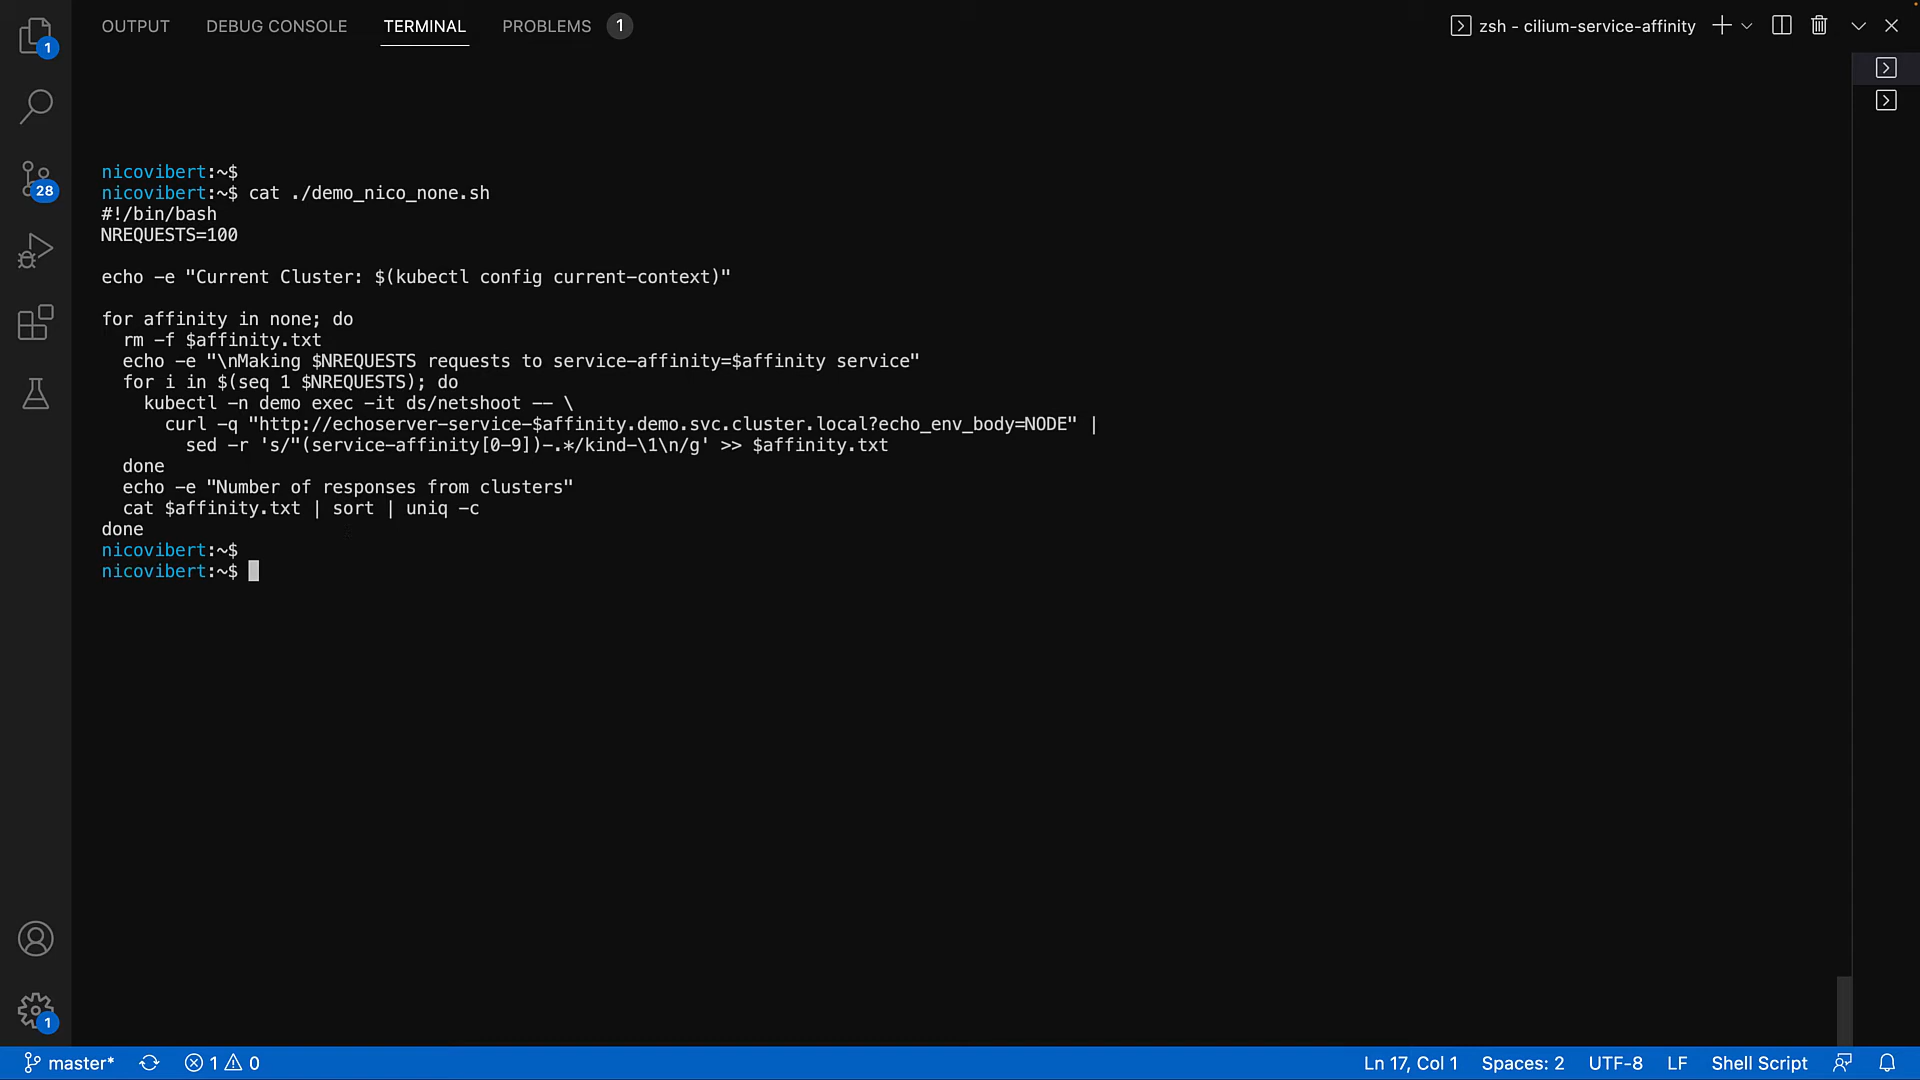 OUTPUT DEBUG CONSOLE TERMINAL PROBLEMS 1
zsh - cilium-service-affinity
1
28
nicovibert:~$
nicovibert:~$ cat ./demo_nico_none.sh
#!/bin/bash
NREQUESTS=100
echo -e "Current Cluster: $(kubectl config current-context)"
for affinity in none; do
  rm -f $affinity.txt
  echo -e "\nMaking $NREQUESTS requests to service-affinity=$affinity service"
  for i in $(seq 1 $NREQUESTS); do
    kubectl -n demo exec -it ds/netshoot -- \
      curl -q "http://echoserver-service-$affinity.demo.svc.cluster.local?echo_env_body=NODE" |
        sed -r 's/"(service-affinity[0-9])-.*/kind-\1\n/g' >> $affinity.txt
  done
  echo -e "Number of responses from clusters"
  cat $affinity.txt | sort | uniq -c
done
nicovibert:~$
nicovibert:~$
1
master* 1 0 Ln 17, Col 1 Spaces: 2 UTF-8 LF Shell Script